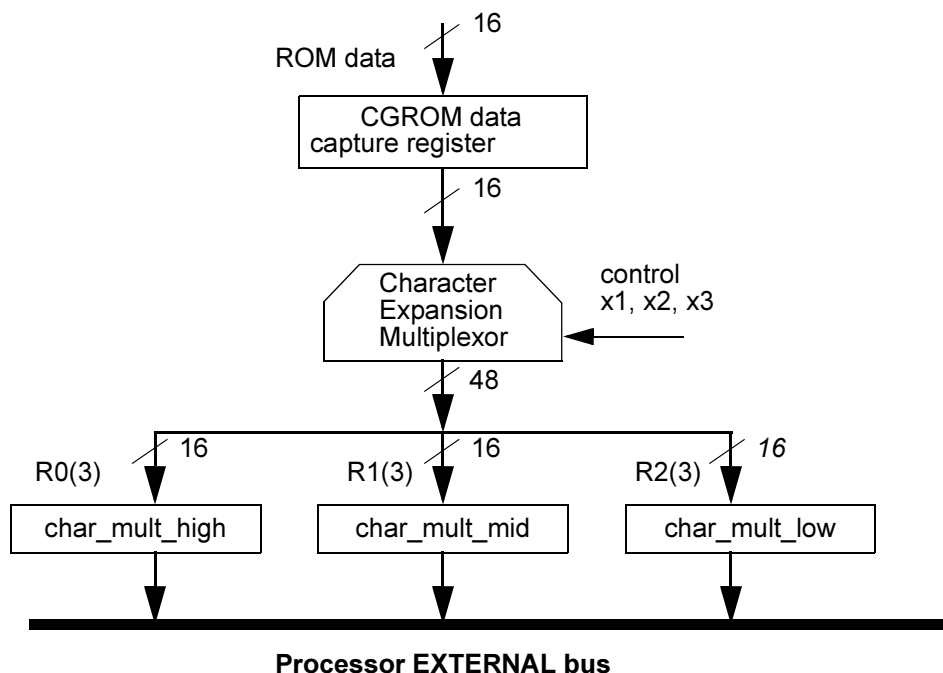 16
ROM data
CGROM data
capture register
16
Character
Expansion
Multiplexor
control
x1, x2, x3
48
16
16
16
R0(3)
R1(3)
R2(3)
char_mult_high
char_mult_mid
char_mult_low
Processor EXTERNAL bus